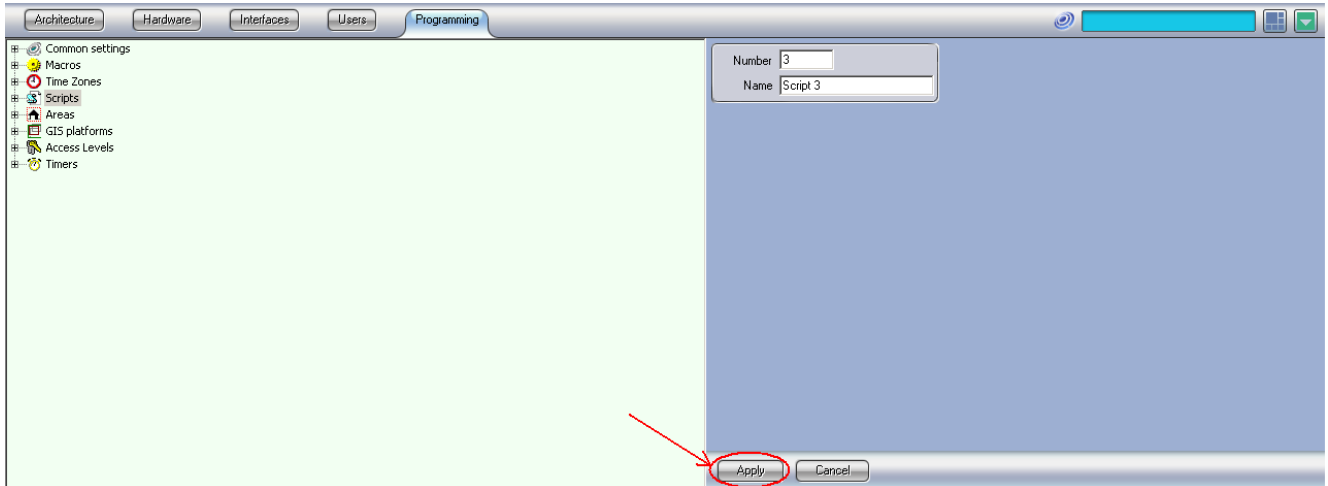 Architecture Hardware Interfaces Users Programming
Common settings
Macros
Time Zones
Scripts
Areas
GIS platforms
Access Levels
Timers
Number 3
Name Script 3
Apply Cancel